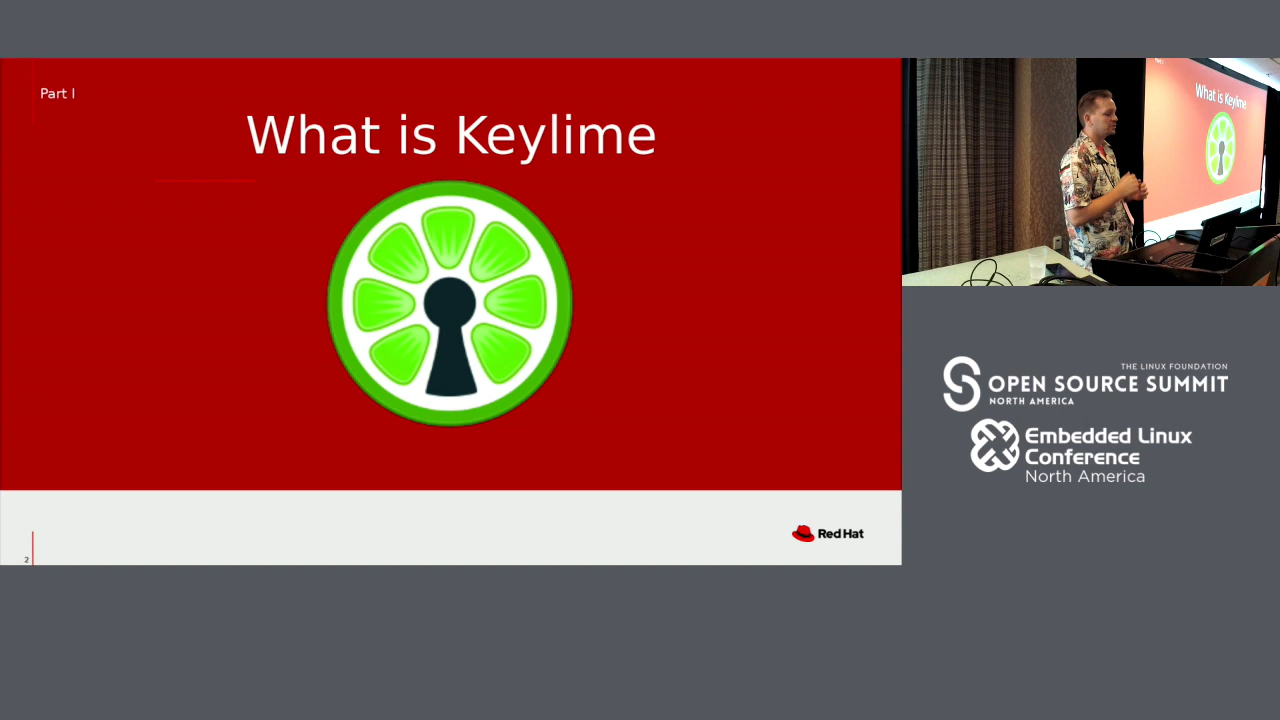 Part I
What is Keylime
2
Red Hat
What is Keylime
THE LINUX FOUNDATION
OPEN SOURCE SUMMIT
NORTH AMERICA
Embedded Linux
Conference
North America